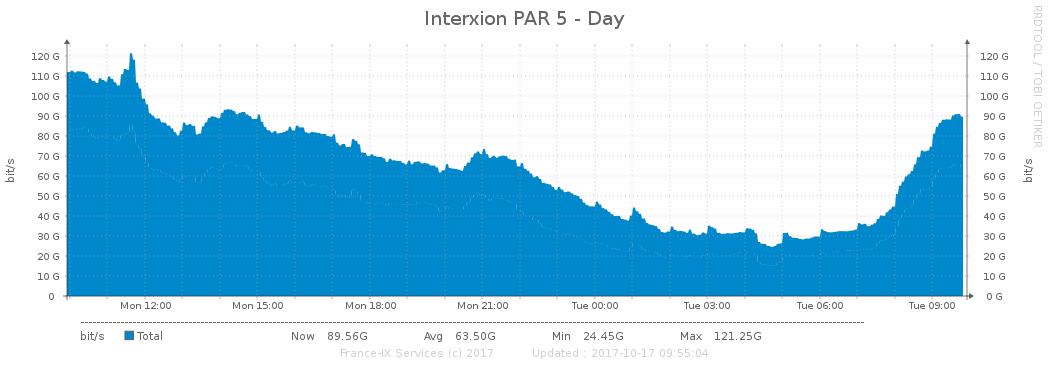 Interxion PAR 5 - Day
RRDTOOL / TOBI OETIKER
bit/s
120 G 120 G
110 G 110 G
100 G 100 G
90 G 90 G
80 G 80 G
70 G 70 G
60 G 60 G
50 G 50 G
40 G 40 G
30 G 30 G
20 G 20 G
10 G 10 G
0 0 G
bit/s
Mon 12:00 Mon 15:00 Mon 18:00 Mon 21:00 Tue 00:00 Tue 03:00 Tue 06:00 Tue 09:00
bit/s Total Now 89.56G Avg 63.50G Min 24.45G Max 121.25G
France-IX Services (c) 2017 Updated : 2017-10-17 09:55:04